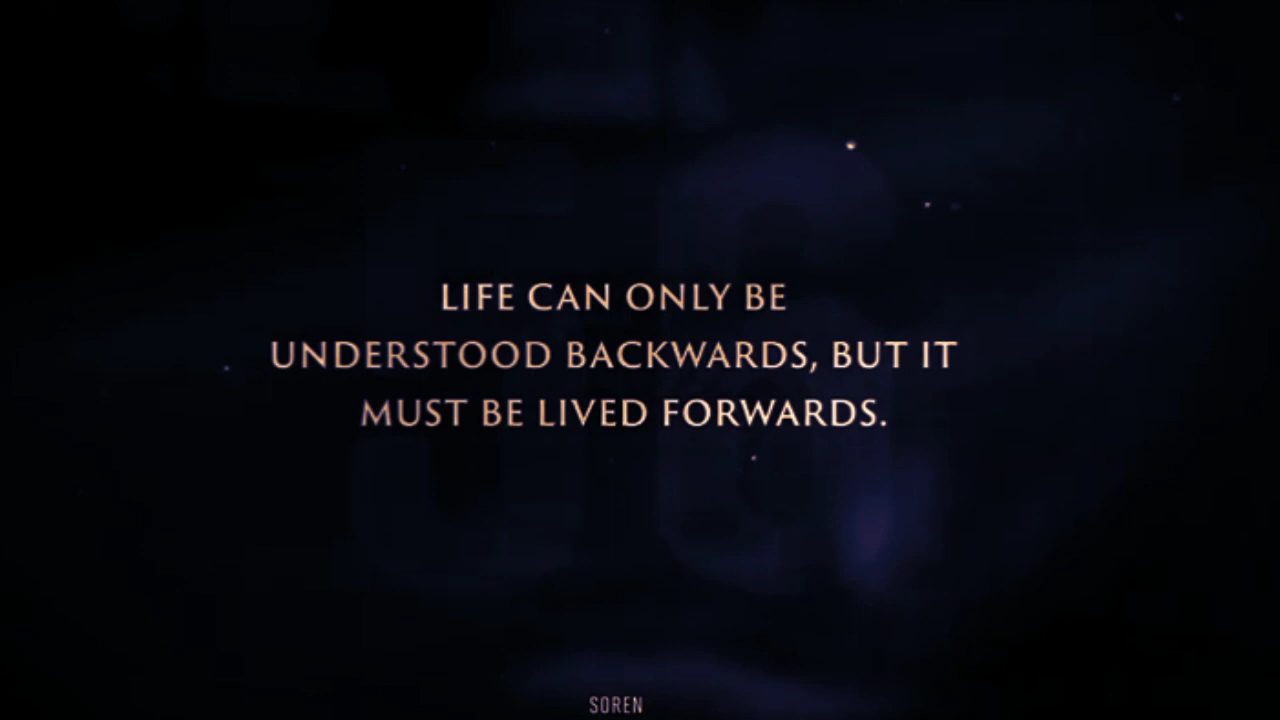 LIFE CAN ONLY BE
UNDERSTOOD BACKWARDS, BUT IT
MUST BE LIVED FORWARDS.
SOREN